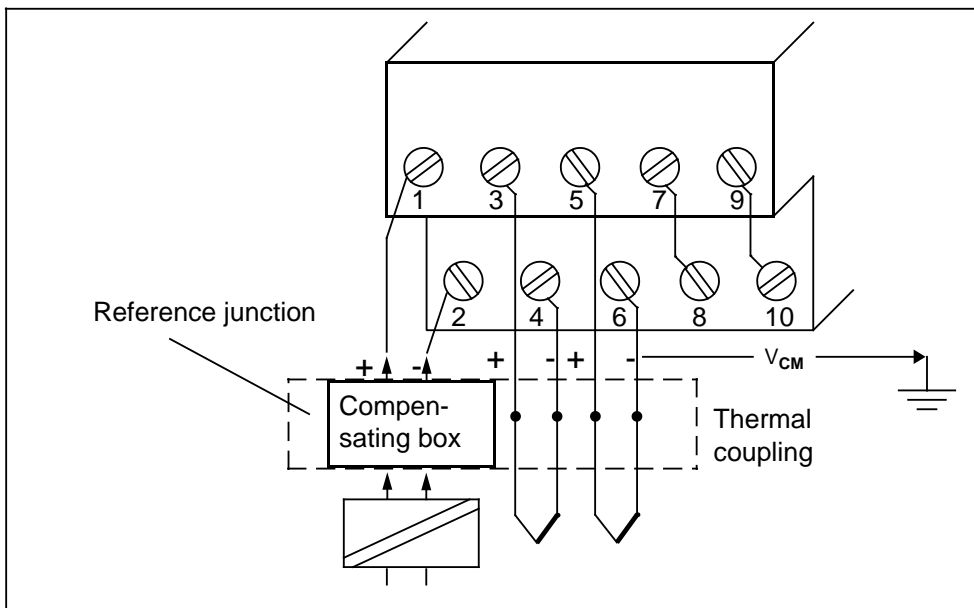 1 3 5 7 9
2 4 6 8 10
Reference junction
+ - + - + -
VCM
Compen-
sating box
Thermal
coupling